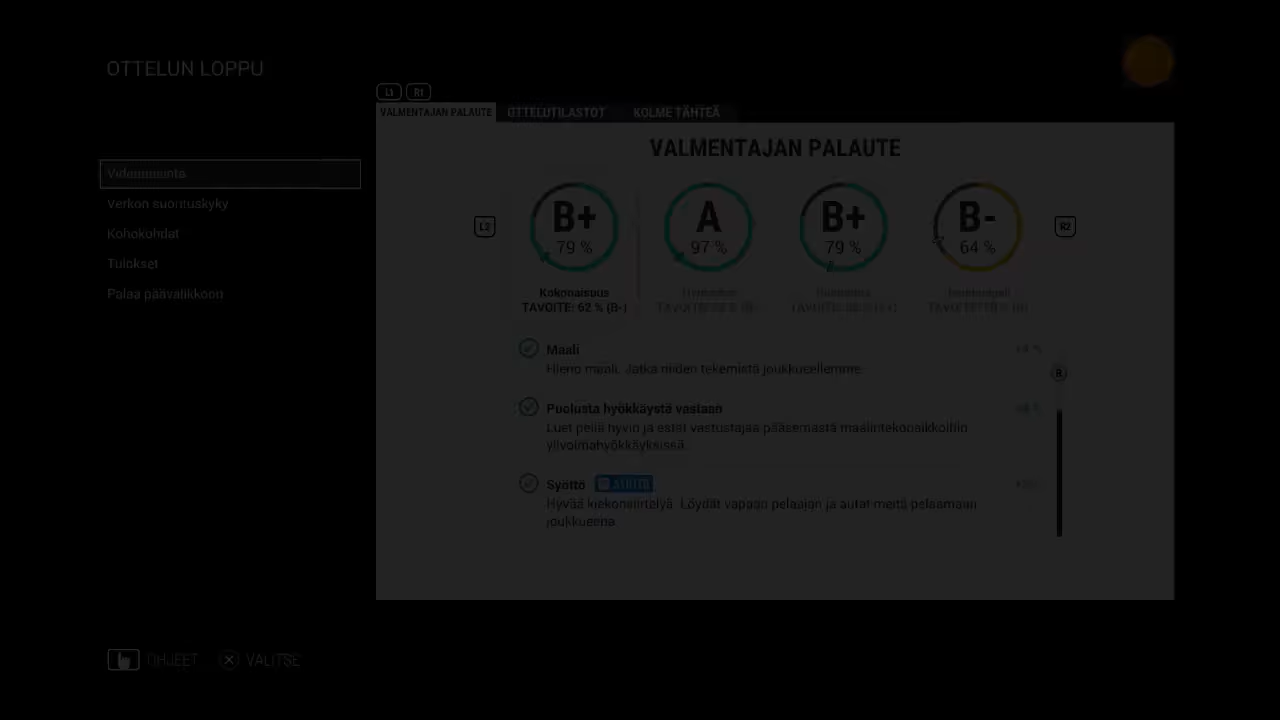 OTTELUN LOPPU
L1 R1
VALMENTAJAN PALAUTE OTTELUTILASTOT KOLME TÄHTEÄ
VALMENTAJAN PALAUTE
Videouusinta
Verkon suorituskyky
Kohokohdat
Tulokset
Palaa päävalikkoon
L2
B+
79 %
A
97 %
B+
79 %
B-
64 %
R2
Kokonaisuus
TAVOITE: 62 % (B-)
Maali
Hieno maali. Jatka niiden tekemistä joukkueellemme.
R
Puolusta hyökkäystä vastaan
Luet peliä hyvin ja estät vastustajaa pääsemästä maalintekopaikkoihin
ylivoimahyökkäyksissä.
Syöttö
Hyvää kiekonsiirtelyä. Löydät vapaan pelaajan ja autat meitä pelaamaan
joukkueena.
OHJEET VALITSE